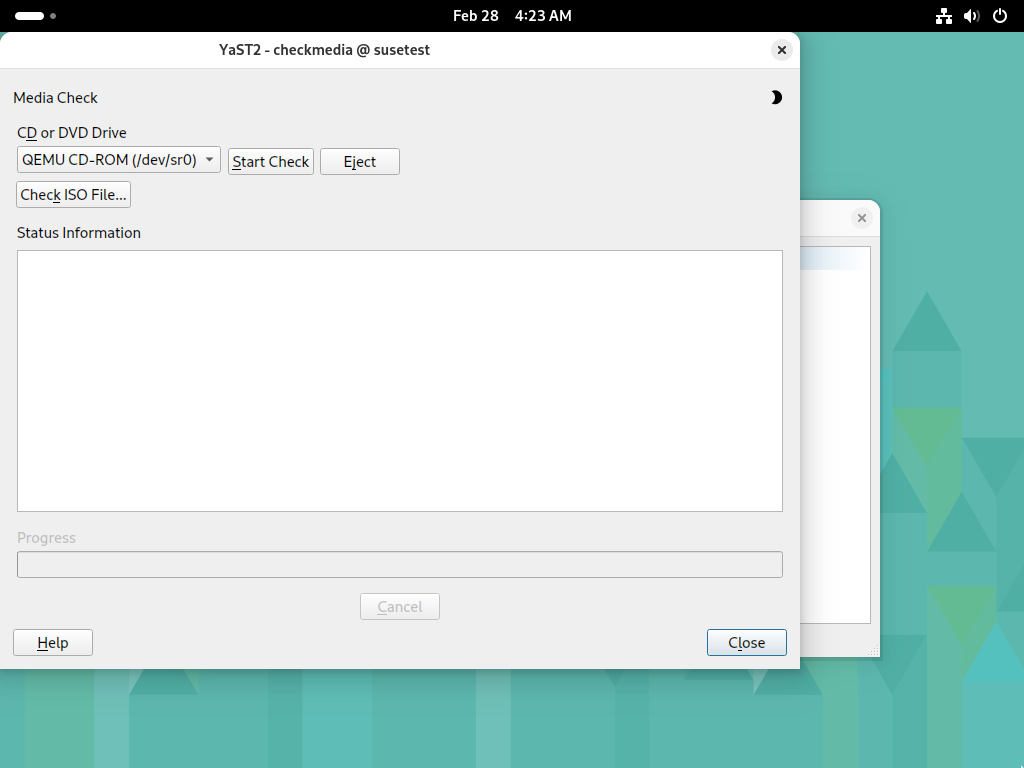 Feb 28 4:23 AM
YaST2 - checkmedia @ susetest
Media Check
CD or DVD Drive
QEMU CD-ROM (/dev/sr0) Start Check Eject
Check ISO File...
Status Information
Progress
Cancel
Help Close